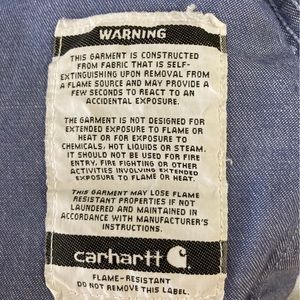 WARNING
THIS GARMENT IS CONSTRUCTED
FROM FABRIC THAT IS SELF-
EXTINGUISHING UPON REMOVAL FROM
A FLAME SOURCE AND MAY PROVIDE A
FEW SECONDS TO REACT TO AN
ACCIDENTAL EXPOSURE.
THE GARMENT IS NOT DESIGNED FOR
EXTENDED EXPOSURE TO FLAME OR
HEAT OR FOR EXPOSURE TO
CHEMICALS, HOT LIQUIDS OR STEAM.
IT SHOULD NOT BE USED FOR FIRE
ENTRY, FIRE FIGHTING OR OTHER
ACTIVITIES INVOLVING EXTENDED
EXPOSURE TO FLAME OR HEAT.
THIS GARMENT MAY LOSE FLAME
RESISTANT PROPERTIES IF NOT
LAUNDERED AND MAINTAINED IN
ACCORDANCE WITH MANUFACTURER'S
INSTRUCTIONS.
carhartt
FLAME-RESISTANT
DO NOT REMOVE THIS LABEL.